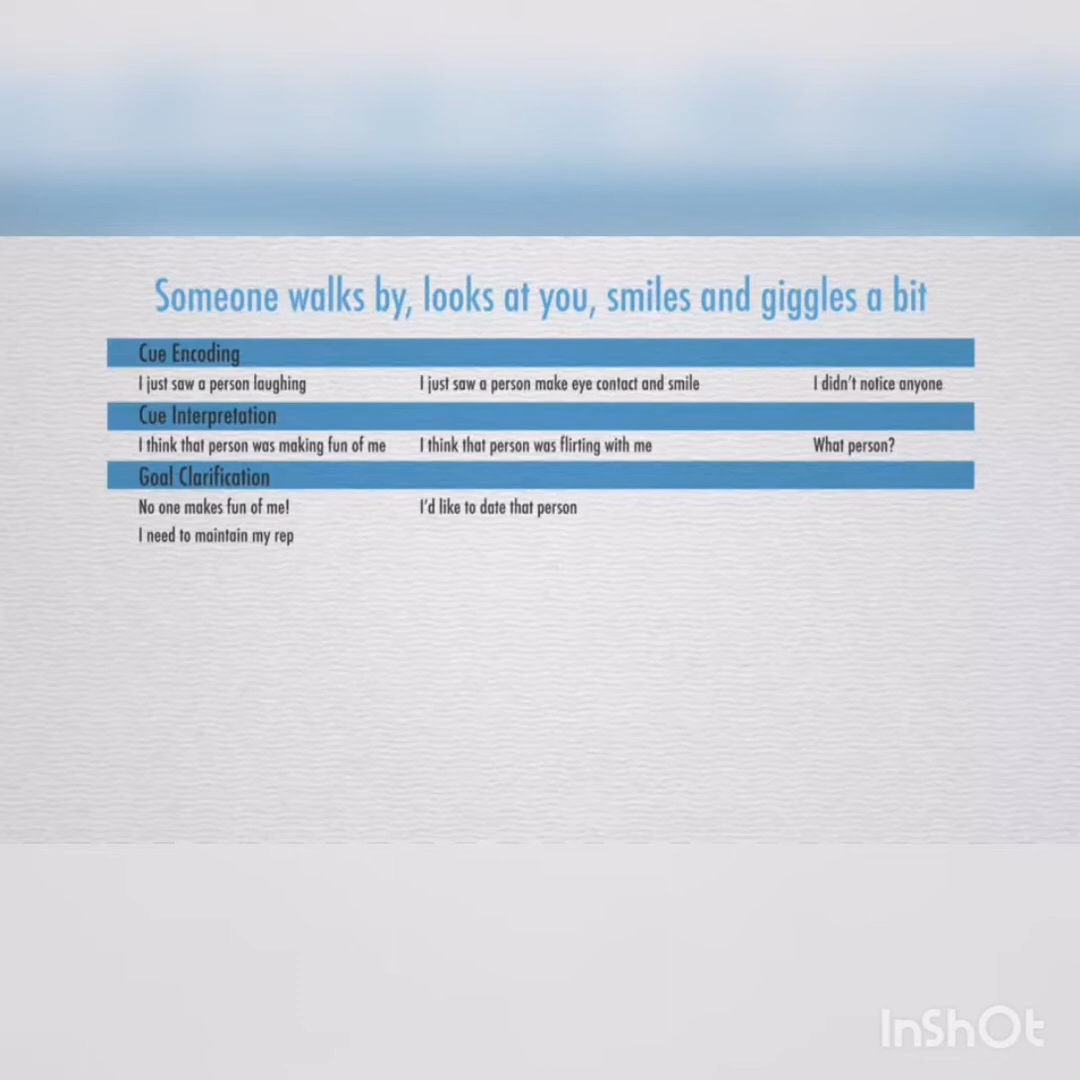 Someone walks by, looks at you, smiles and giggles a bit
Cue Encoding
I just saw a person laughing I just saw a person make eye contact and smile I didn't notice anyone
Cue Interpretation
I think that person was making fun of me I think that person was flirting with me What person?
Goal Clarification
No one makes fun of me! I'd like to date that person
I need to maintain my rep
InShOt